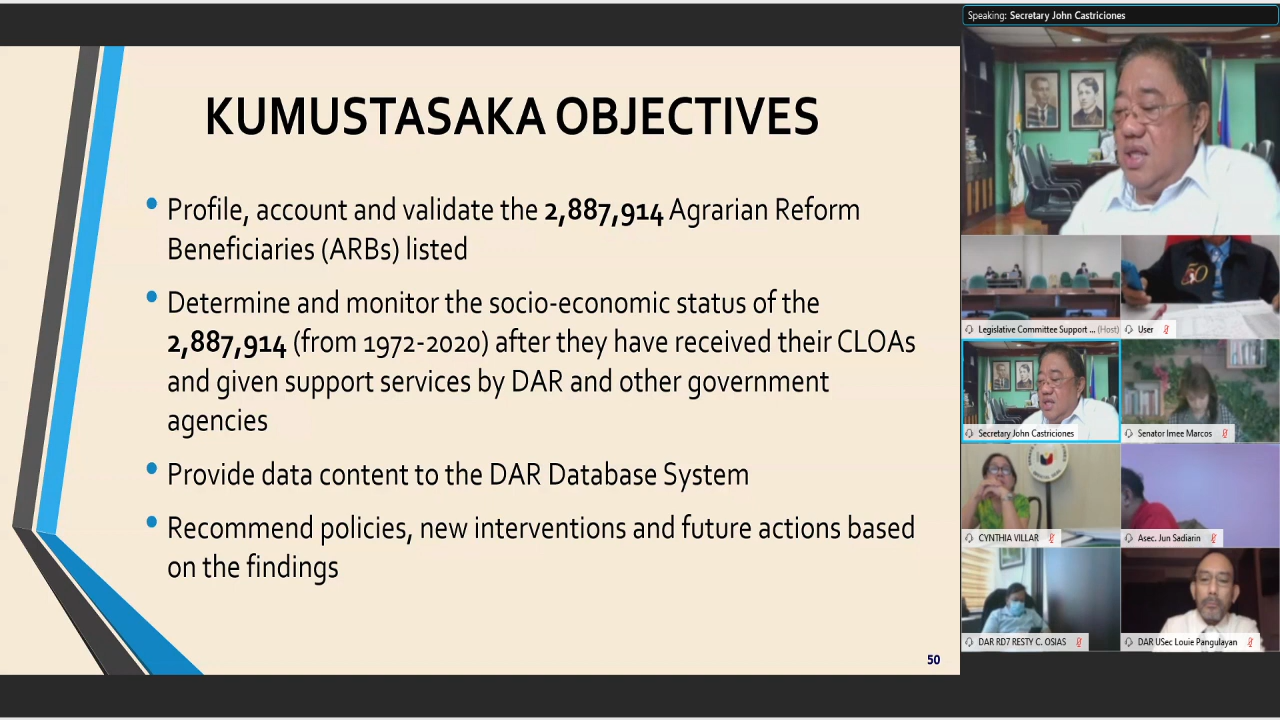 Speaking: Secretary John Castriciones
KUMUSTASAKA OBJECTIVES
• Profile, account and validate the 2,887,914 Agrarian Reform
Beneficiaries (ARBs) listed
• Determine and monitor the socio-economic status of the
2,887,914 (from 1972-2020) after they have received their CLOAs
and given support services by DAR and other government
agencies
• Provide data content to the DAR Database System
• Recommend policies, new interventions and future actions based
on the findings
50
Legislative Committee Support ... (Host)
User
50
Secretary John Castriciones
Senator Imee Marcos
CYNTHIA VILLAR
Asec. Jun Sadiarin
DAR RD7 RESTY C. OSIAS
DAR USec Louie Pangulayan